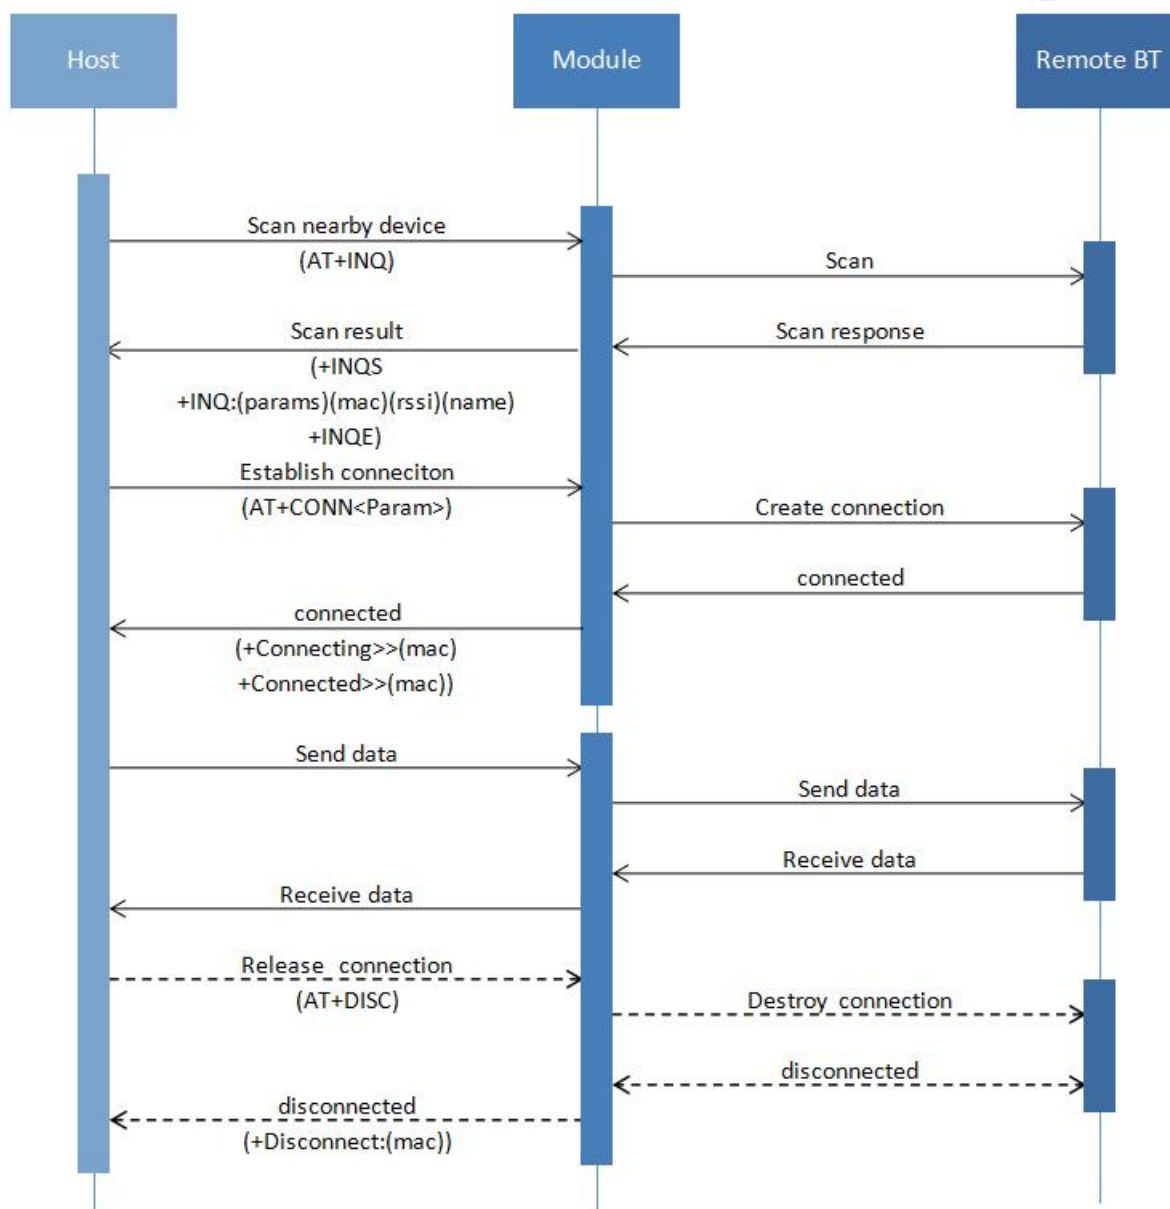 Host
Module
Remote BT
Scan nearby device
(AT+INQ)
Scan
Scan result
Scan response
(+INQS
+INQ:(params)(mac)(rssi)(name)
+INQE)
Establish conneciton
(AT+CONN<Param>)
Create connection
connected
connected
(+Connecting>>(mac)
+Connected>>(mac))
Send data
Send data
Receive data
Receive data
Release connection
(AT+DISC)
Destroy connection
disconnected
disconnected
(+Disconnect:(mac))